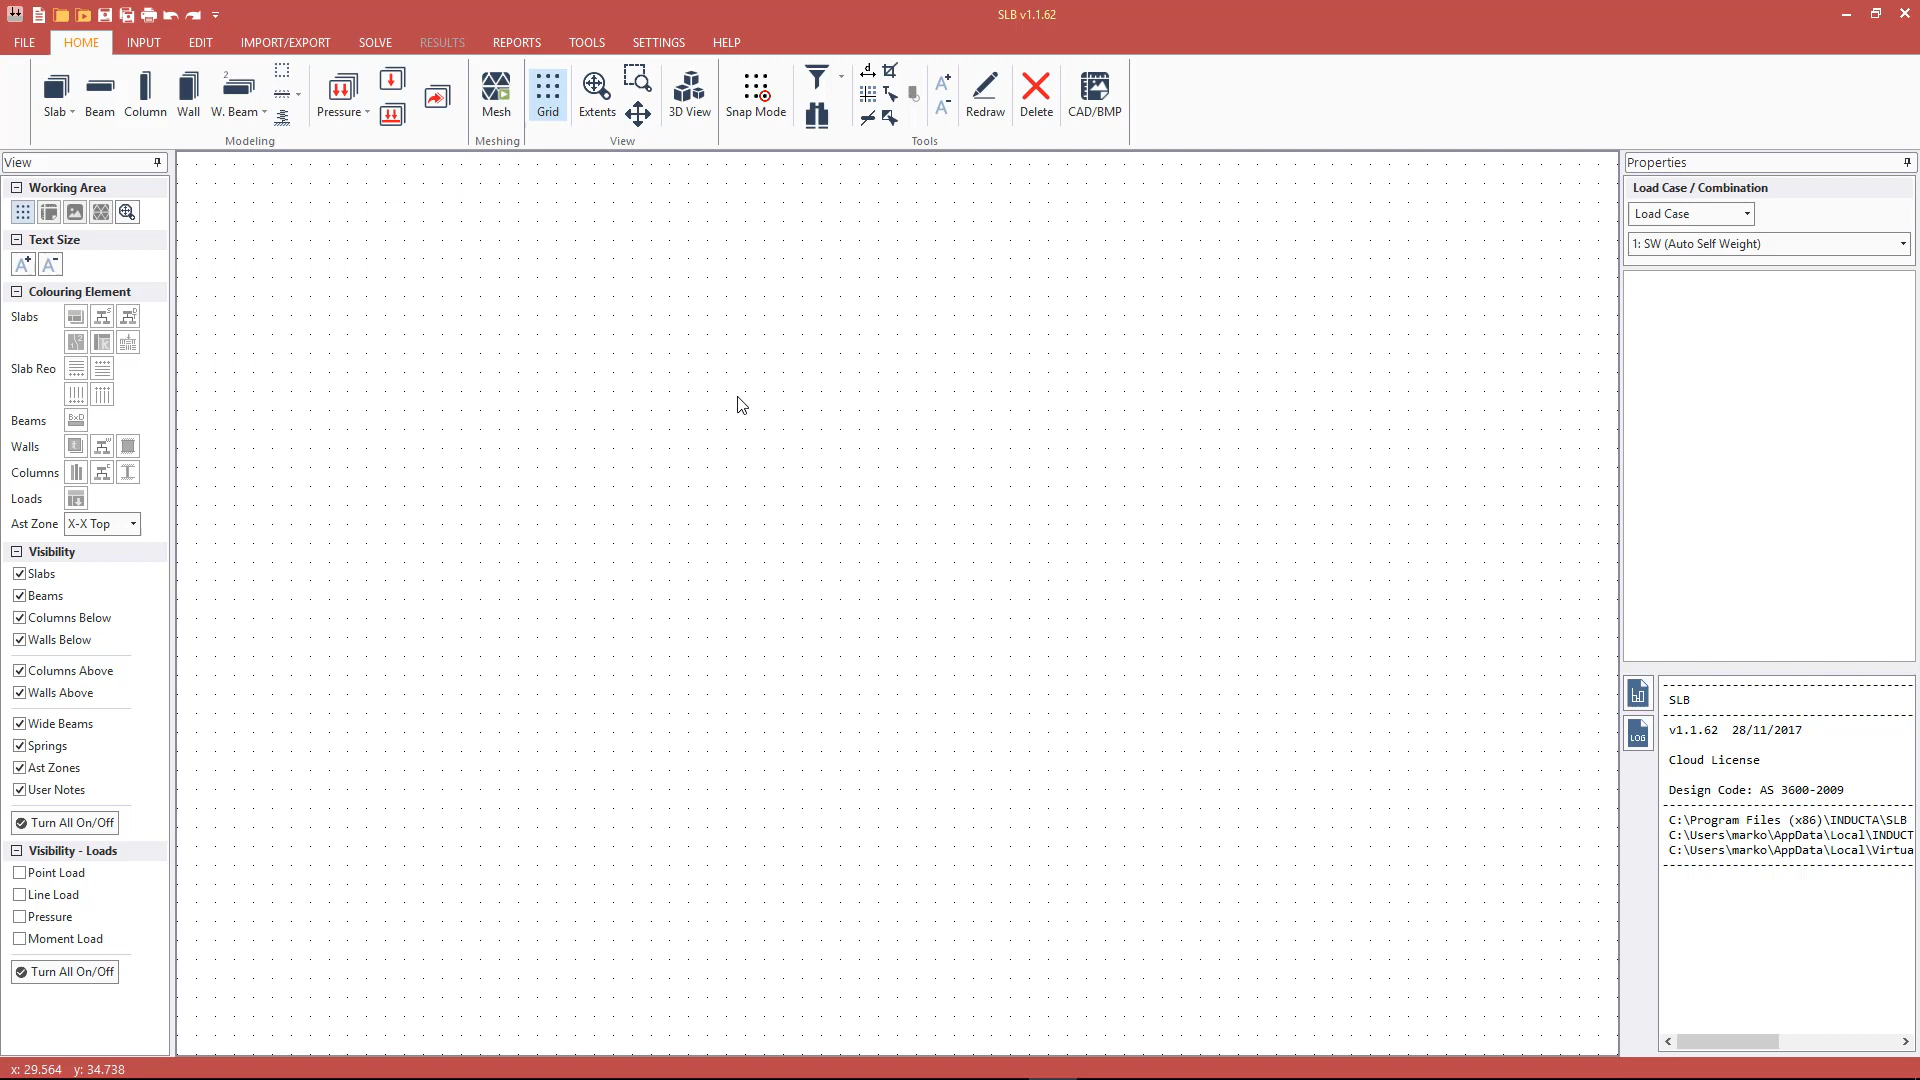 SLB v1.1.62
FILE HOME INPUT EDIT IMPORT/EXPORT SOLVE RESULTS REPORTS TOOLS SETTINGS HELP
Slab Beam Column Wall W. Beam Pressure Mesh Grid Extents 3D View Snap Mode Redraw Delete CAD/BMP
Modeling Meshing View Tools
View
Working Area
Text Size
A+ A-
Colouring Element
Slabs
Slab Reo
Beams
BxD
Walls
Columns
Loads
Ast Zone X-X Top
Visibility
Slabs
Beams
Columns Below
Walls Below
Columns Above
Walls Above
Wide Beams
Springs
Ast Zones
User Notes
Turn All On/Off
Visibility - Loads
Point Load
Line Load
Pressure
Moment Load
Turn All On/Off
Properties
Load Case / Combination
Load Case
1: SW (Auto Self Weight)
LOG
SLB
v1.1.62 28/11/2017
Cloud License
Design Code: AS 3600-2009
C:\Program Files (x86)\INDUCTA\SLB
C:\Users\marko\AppData\Local\INDUCT
C:\Users\marko\AppData\Local\Virtua
x: 29.564 y: 34.738